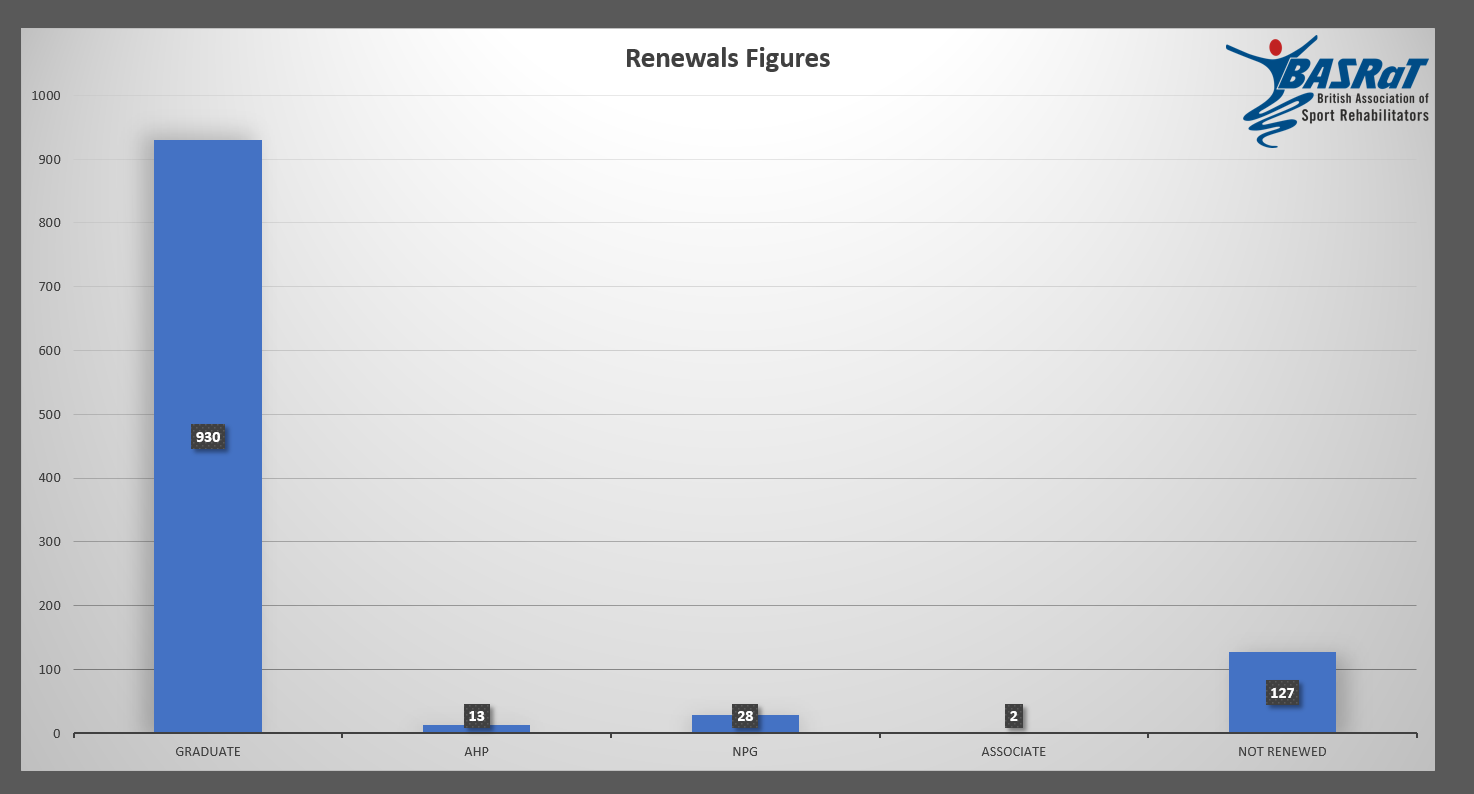 Renewals Figures
BASRaT
British Association of
Sport Rehabilitators
1000
900
800
700
600
500
400
300
200
100
0
930
13
28
2
127
GRADUATE
AHP
NPG
ASSOCIATE
NOT RENEWED